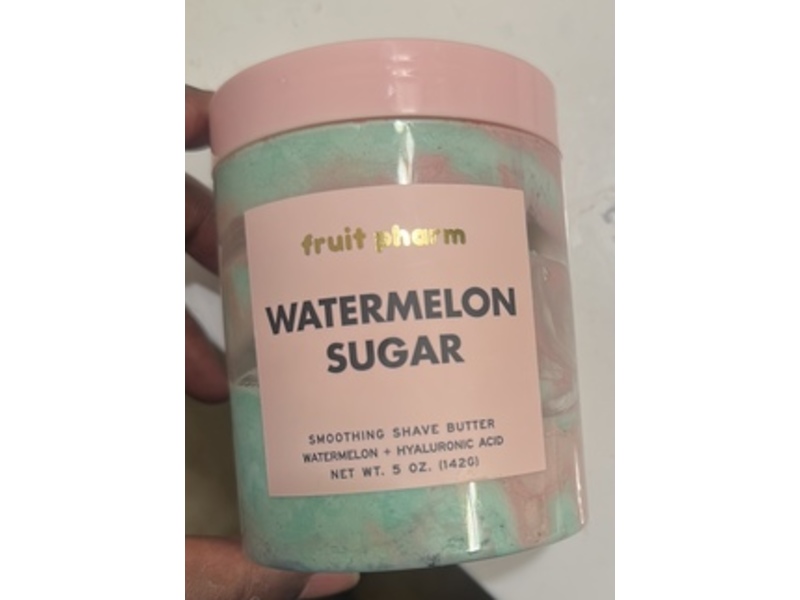 fruit pharm
WATERMELON
SUGAR
SMOOTHING SHAVE BUTTER
WATERMELON + HYALURONIC ACID
NET WT. 5 OZ. (142G)